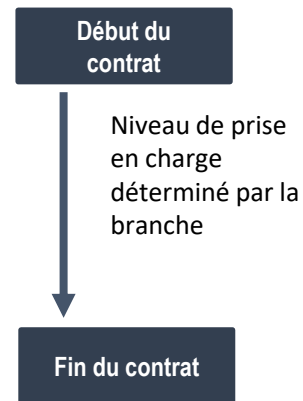 Début du
contrat
Niveau de prise
en charge
déterminé par la
branche
Fin du contrat